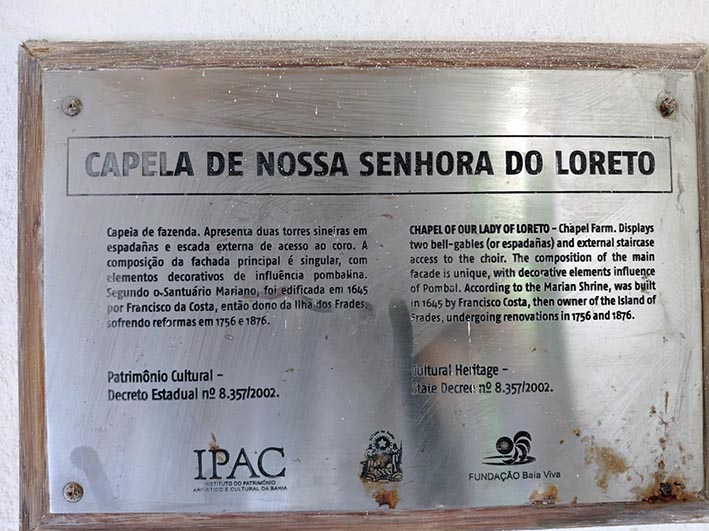 CAPELA DE NOSSA SENHORA DO LORETO
Capela de fazenda. Apresenta duas torres sineiras em
espadañas e escada externa de acesso ao coro. A
composição da fachada principal é singular, com
elementos decorativos de influência pombalina.
Segundo o Santuário Mariano, foi edificada em 1645
por Francisco da Costa, então dono da Ilha dos Frades,
sofrendo reformas em 1756 e 1876.
Patrimônio Cultural –
Decreto Estadual nº 8.357/2002.
CHAPEL OF OUR LADY OF LORETO – Chapel Farm. Displays
two bell-gables (or espadañas) and external staircase
access to the choir. The composition of the main
facade is unique, with decorative elements influence
of Pombal. According to the Marian Shrine, was built
in 1645 by Francisco Costa, then owner of the Island of
Frades, undergoing renovations in 1756 and 1876.
Cultural Heritage –
State Decree nº 8.357/2002.
IPAC
INSTITUTO DO PATRIMÔNIO
ARTÍSTICO E CULTURAL DA BAHIA
FUNDAÇÃO Baía Viva